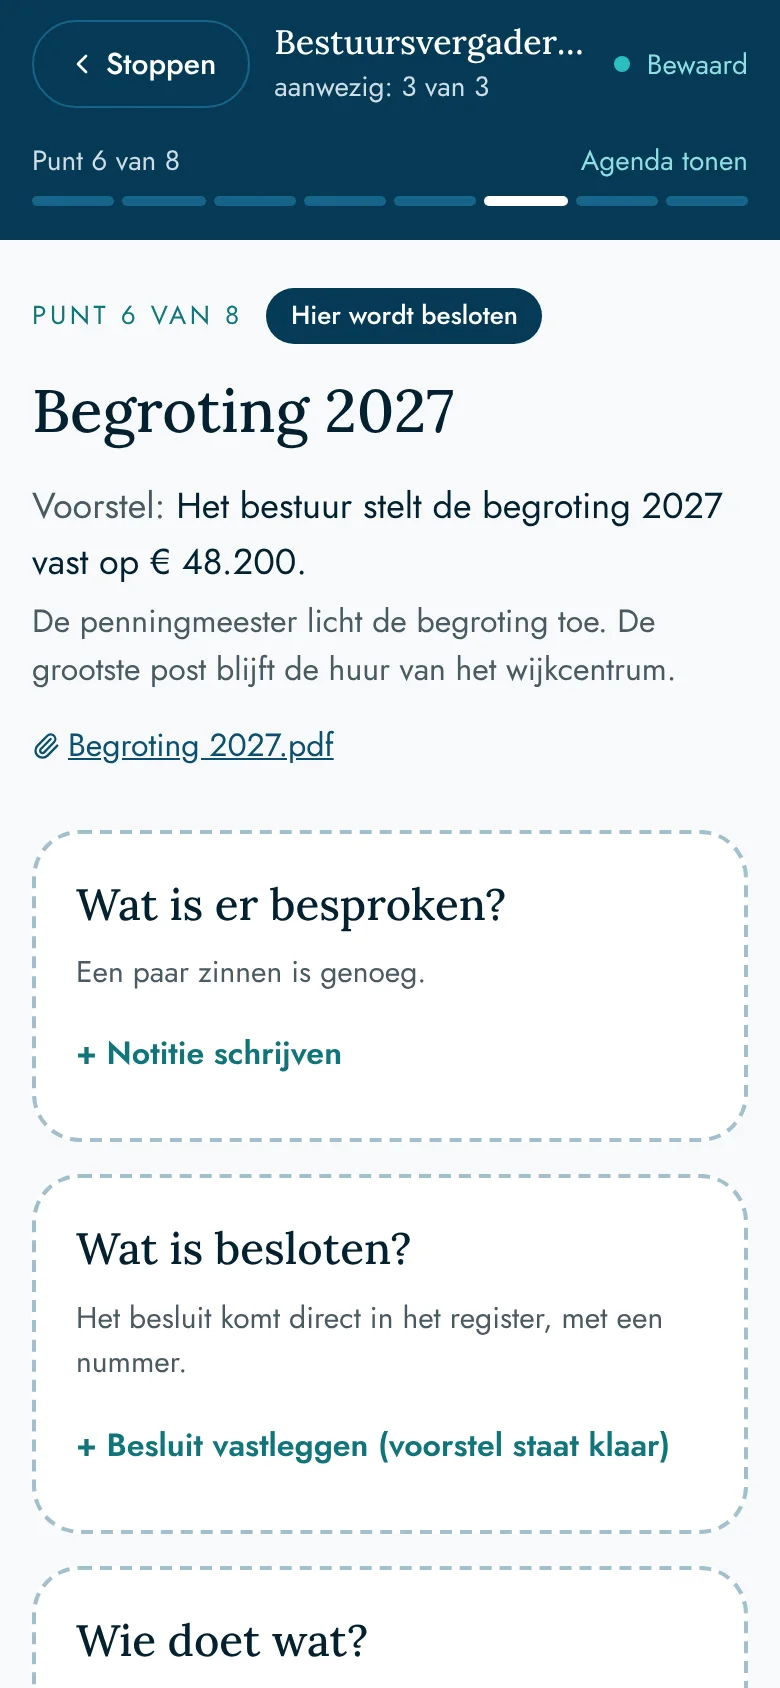 Stoppen
Bestuursvergader...
aanwezig: 3 van 3
Bewaard
Punt 6 van 8
Agenda tonen
PUNT 6 VAN 8
Hier wordt besloten
Begroting 2027
Voorstel: Het bestuur stelt de begroting 2027
vast op € 48.200.
De penningmeester licht de begroting toe. De
grootste post blijft de huur van het wijkcentrum.
Begroting 2027.pdf
Wat is er besproken?
Een paar zinnen is genoeg.
+ Notitie schrijven
Wat is besloten?
Het besluit komt direct in het register, met een
nummer.
+ Besluit vastleggen (voorstel staat klaar)
Wie doet wat?